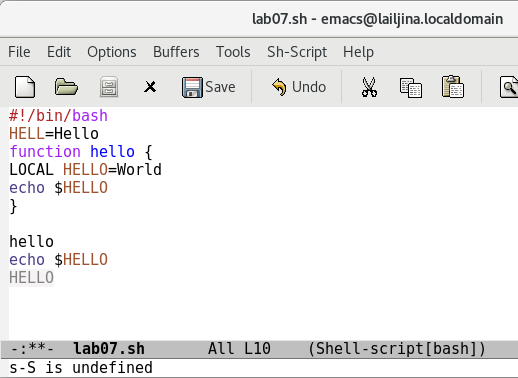 lab07.sh - emacs@lailjina.localdomain
File Edit Options Buffers Tools Sh-Script Help
Save Undo
#!/bin/bash
HELL=Hello
function hello {
LOCAL HELLO=World
echo $HELLO
}
hello
echo $HELLO
HELLO
-:**- lab07.sh All L10 (Shell-script[bash])
s-S is undefined